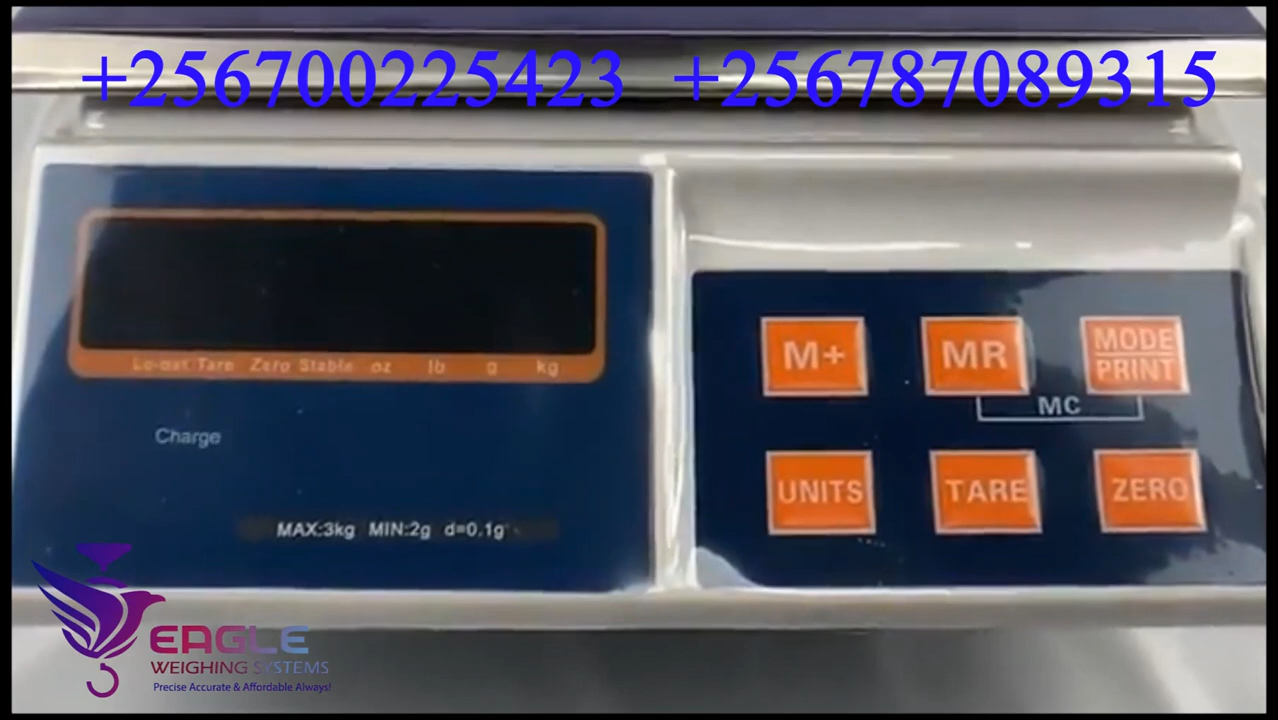 +256700225423 +256787089315
Lo-bat Tare Zero Stable oz lb g kg
Charge
MAX:3kg MIN:2g d=0.1g
M+ MR MODE
PRINT
MC
UNITS TARE ZERO
EAGLE
WEIGHING SYSTEMS
Precise Accurate & Affordable Always!